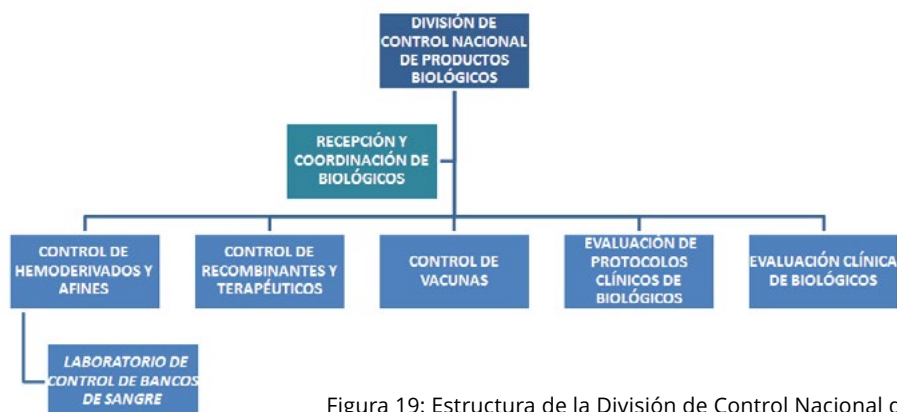 DIVISIÓN DE
CONTROL NACIONAL
DE PRODUCTOS
BIOLÓGICOS
RECEPCIÓN Y
COORDINACIÓN DE
BIOLÓGICOS
CONTROL DE
HEMODERIVADOS Y
AFINES
CONTROL DE
RECOMBINANTES Y
TERAPÉUTICOS
CONTROL DE
VACUNAS
EVALUACIÓN DE
PROTOCOLOS
CLÍNICOS DE
BIOLÓGICOS
EVALUACIÓN CLÍNICA
DE BIOLÓGICOS
LABORATORIO DE
CONTROL DE BANCOS
DE SANGRE
Figura 19: Estructura de la División de Control Nacional